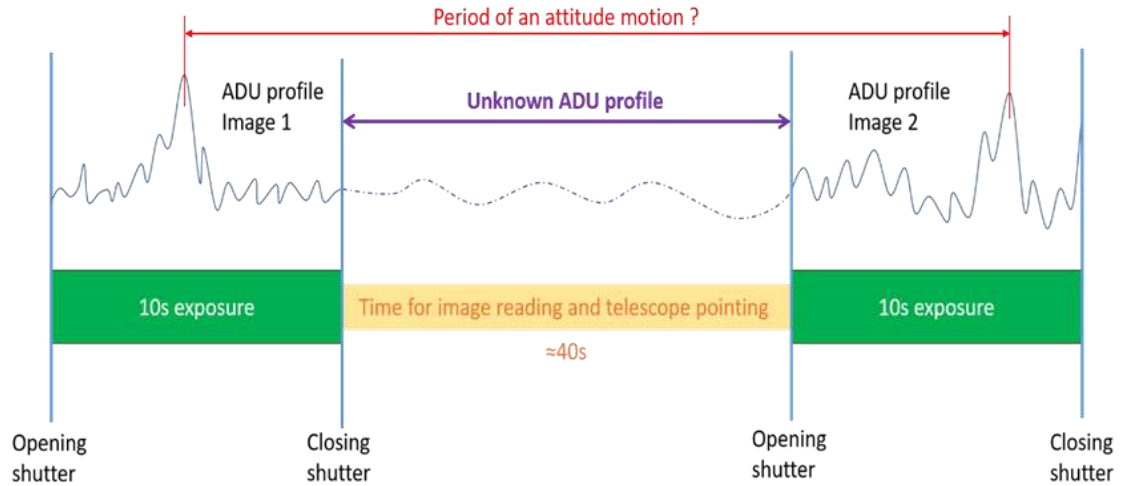 Period of an attitude motion ?
ADU profile
Image 1
Unknown ADU profile
ADU profile
Image 2
10s exposure
Time for image reading and telescope pointing
10s exposure
≈40s
Opening
shutter
Closing
shutter
Opening
shutter
Closing
shutter